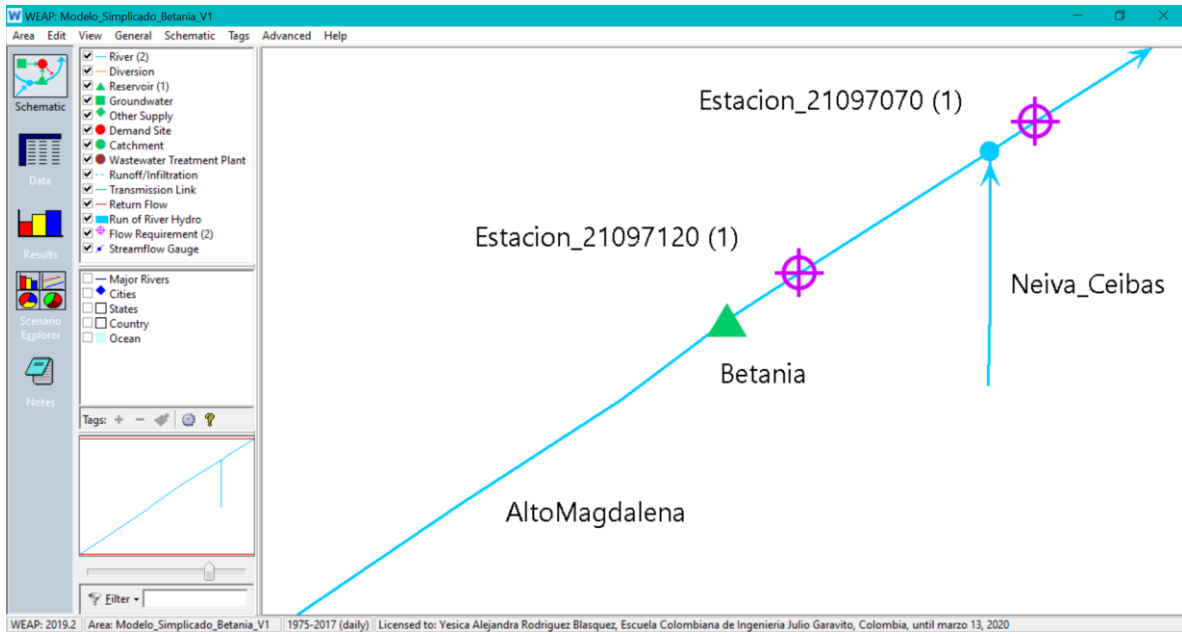 WEAP: Modelo_Simplicado_Betania_V1
Area Edit View General Schematic Tags Advanced Help
Schematic
Data
Results
Scenario
Explorer
Notes
River (2)
Diversion
Reservoir (1)
Groundwater
Other Supply
Demand Site
Catchment
Wastewater Treatment Plant
Runoff/Infiltration
Transmission Link
Return Flow
Run of River Hydro
Flow Requirement (2)
Streamflow Gauge
Major Rivers
Cities
States
Country
Ocean
Tags:
Filter
Estacion_21097070 (1)
Estacion_21097120 (1)
Neiva_Ceibas
Betania
AltoMagdalena
WEAP: 2019.2 Area: Modelo_Simplicado_Betania_V1 1975-2017 (daily) Licensed to: Yesica Alejandra Rodriguez Blasquez, Escuela Colombiana de Ingenieria Julio Garavito, Colombia, until marzo 13, 2020